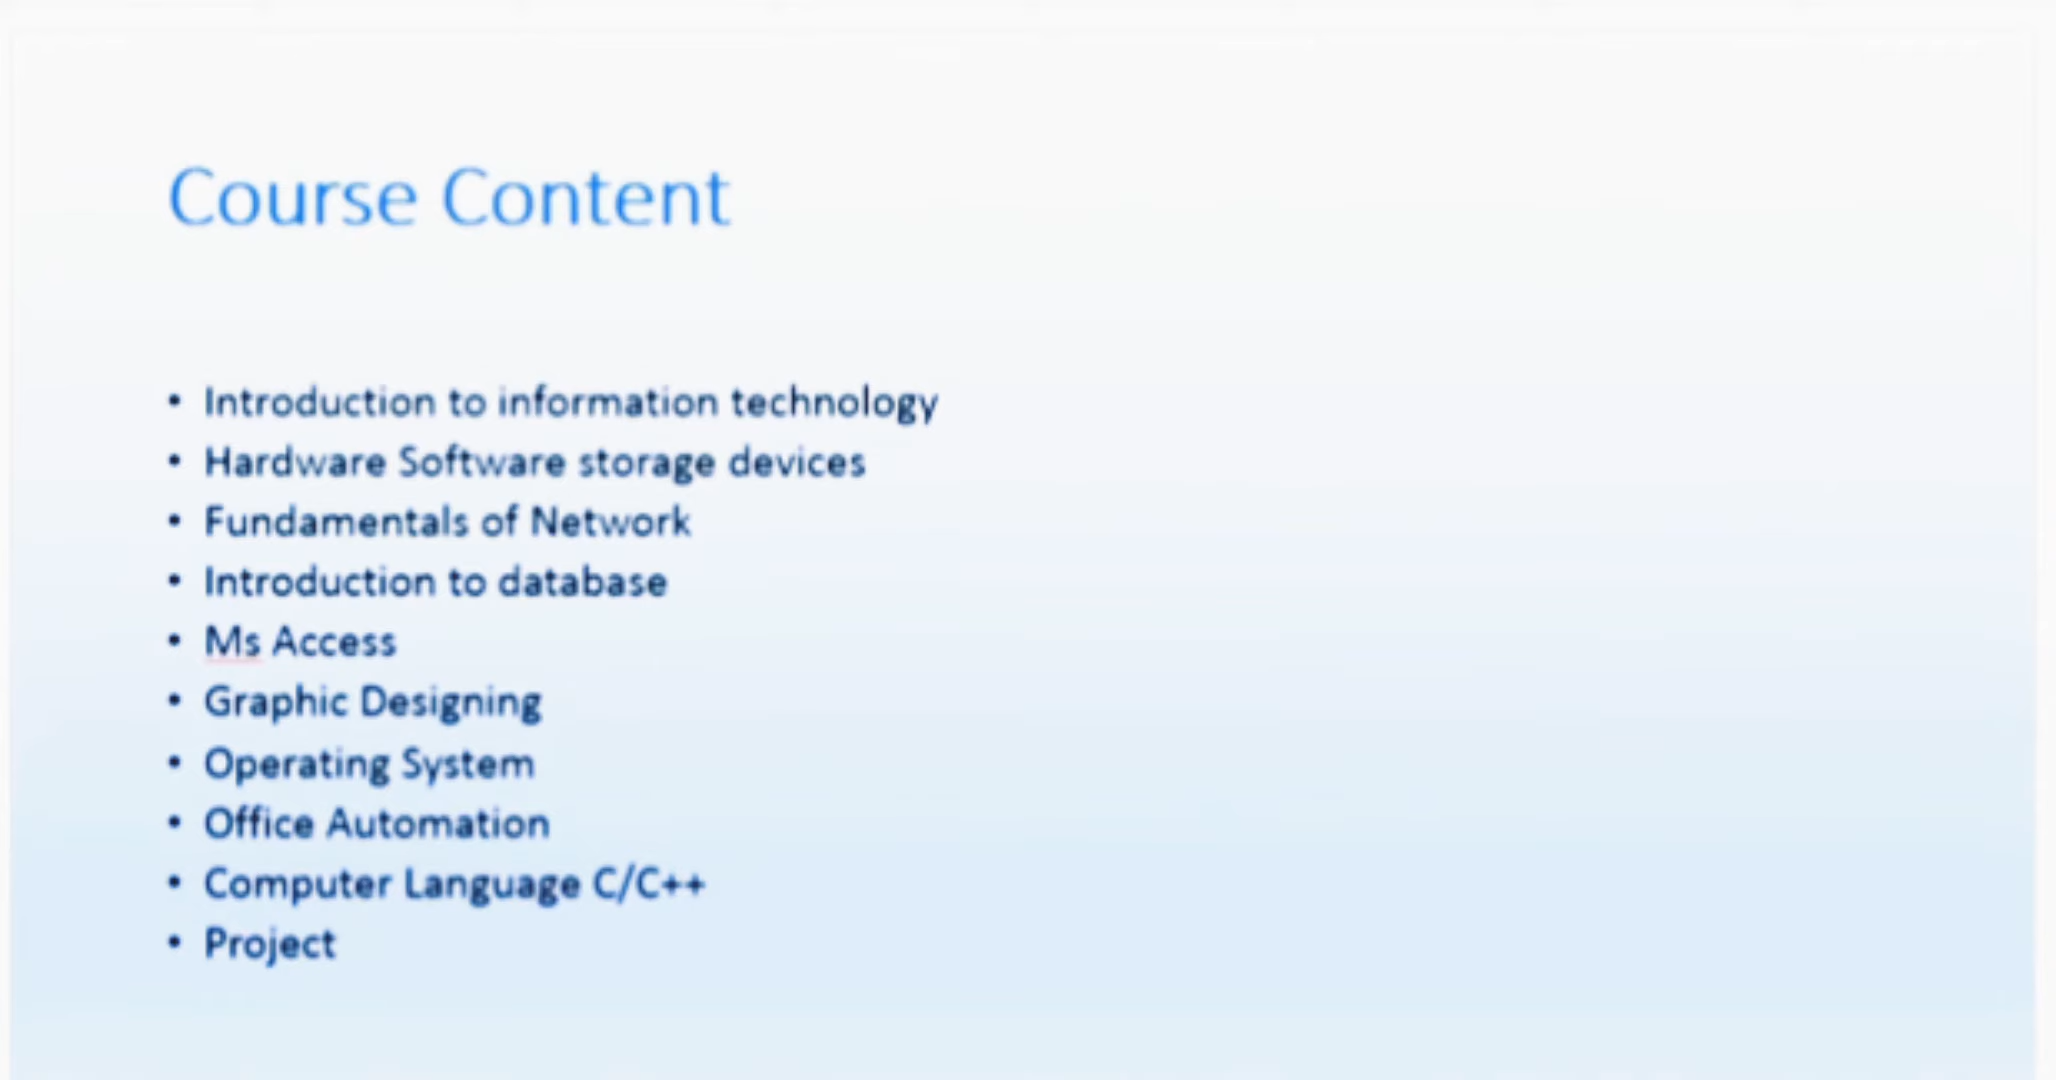 Course Content
• Introduction to information technology
• Hardware Software storage devices
• Fundamentals of Network
• Introduction to database
• Ms Access
• Graphic Designing
• Operating System
• Office Automation
• Computer Language C/C++
• Project